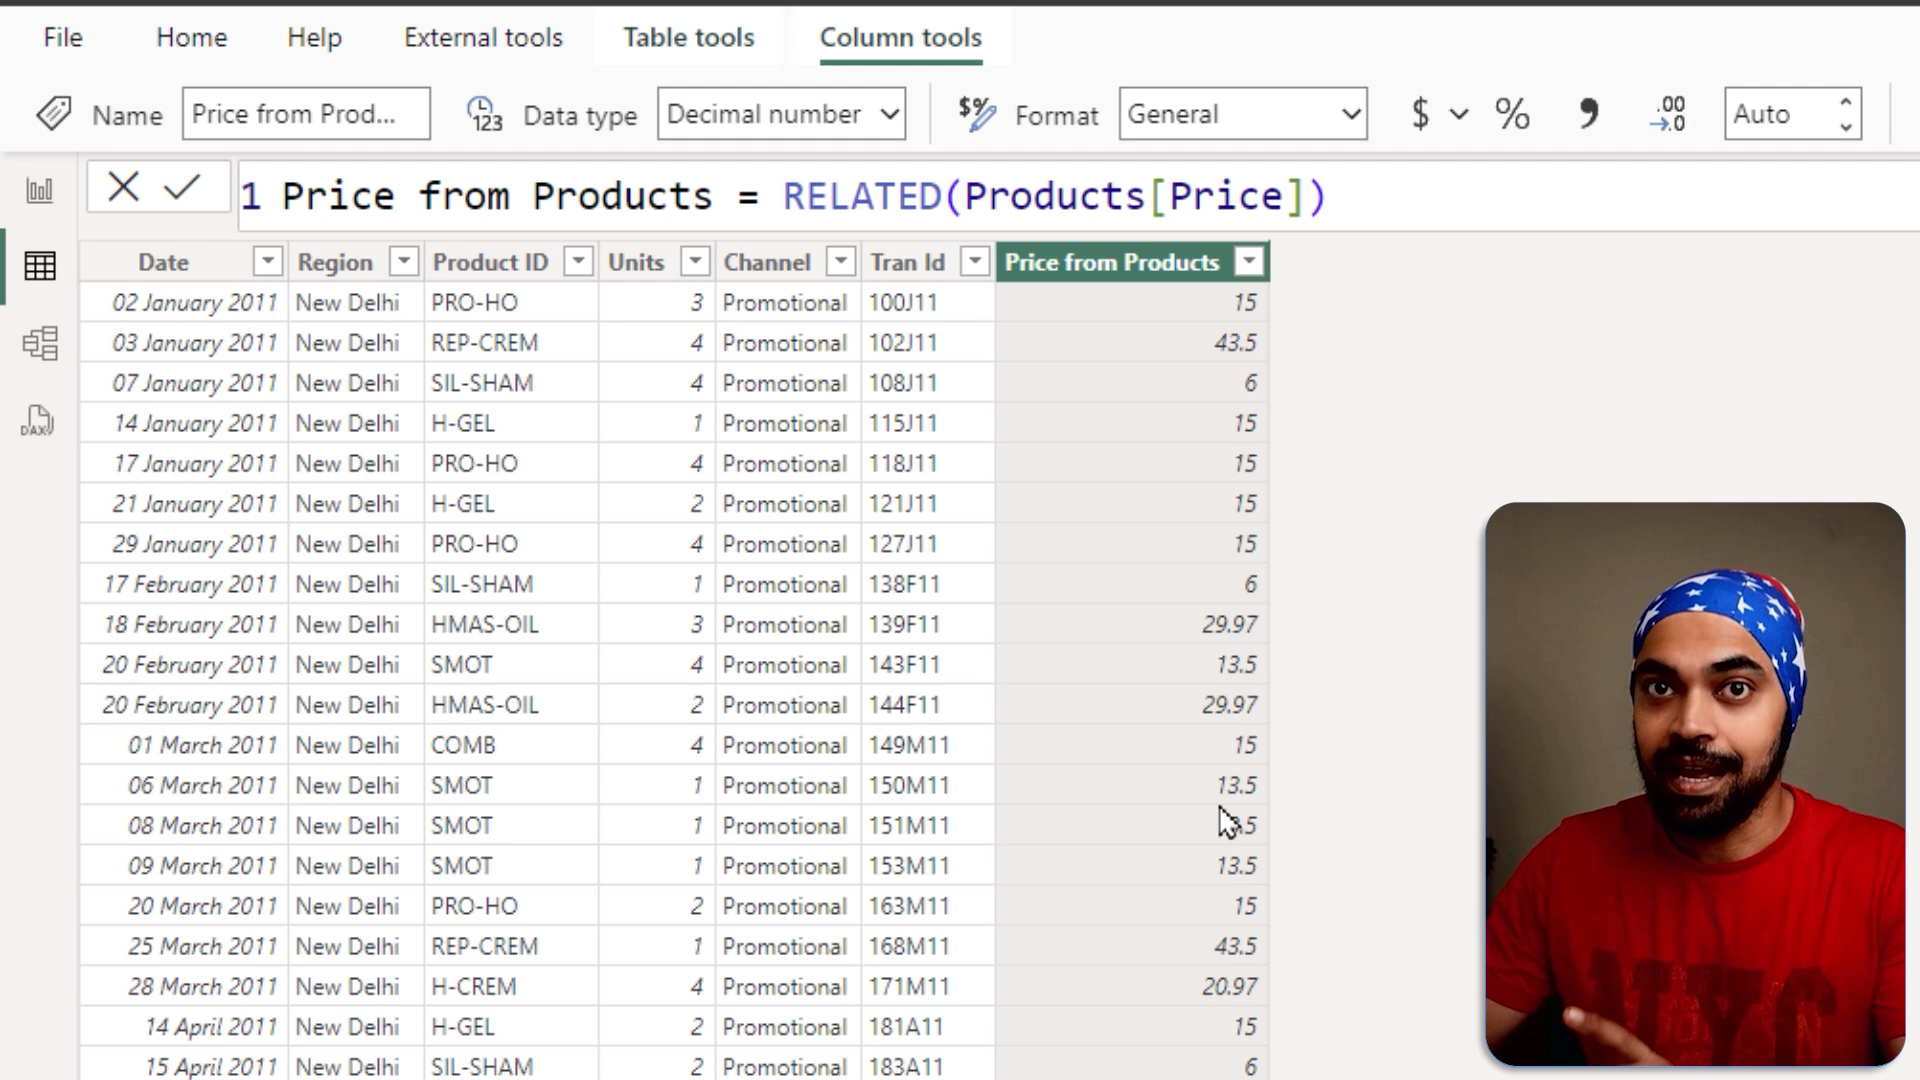 File Home Help External tools Table tools Column tools
Name Price from Prod... 123 Data type Decimal number $% Format General $ % , .00 →.0 Auto
1 Price from Products = RELATED(Products[Price])
Date Region Product ID Units Channel Tran Id Price from Products
02 January 2011 New Delhi PRO-HO 3 Promotional 100J11 15
03 January 2011 New Delhi REP-CREM 4 Promotional 102J11 43.5
07 January 2011 New Delhi SIL-SHAM 4 Promotional 108J11 6
14 January 2011 New Delhi H-GEL 1 Promotional 115J11 15
17 January 2011 New Delhi PRO-HO 4 Promotional 118J11 15
21 January 2011 New Delhi H-GEL 2 Promotional 121J11 15
29 January 2011 New Delhi PRO-HO 4 Promotional 127J11 15
17 February 2011 New Delhi SIL-SHAM 1 Promotional 138F11 6
18 February 2011 New Delhi HMAS-OIL 3 Promotional 139F11 29.97
20 February 2011 New Delhi SMOT 4 Promotional 143F11 13.5
20 February 2011 New Delhi HMAS-OIL 2 Promotional 144F11 29.97
01 March 2011 New Delhi COMB 4 Promotional 149M11 15
06 March 2011 New Delhi SMOT 1 Promotional 150M11 13.5
08 March 2011 New Delhi SMOT 1 Promotional 151M11
09 March 2011 New Delhi SMOT 1 Promotional 153M11 13.5
20 March 2011 New Delhi PRO-HO 2 Promotional 163M11 15
25 March 2011 New Delhi REP-CREM 1 Promotional 168M11 43.5
28 March 2011 New Delhi H-CREM 4 Promotional 171M11 20.97
14 April 2011 New Delhi H-GEL 2 Promotional 181A11 15
15 April 2011 New Delhi SIL-SHAM 2 Promotional 183A11 6
DAX
NYC